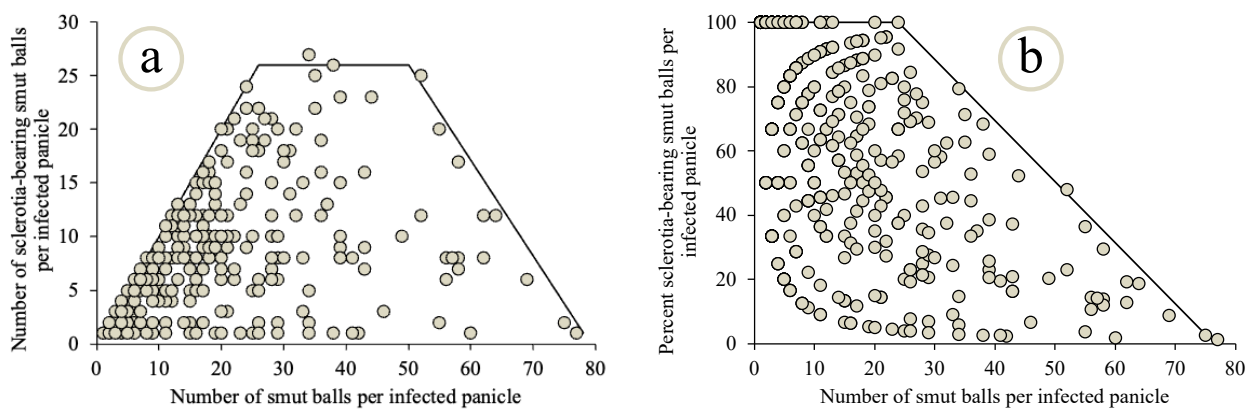 Number of sclerotia-bearing smut balls
per infected panicle
30
25
20
15
10
5
0
a
0 10 20 30 40 50 60 70 80
Number of smut balls per infected panicle
Percent sclerotia-bearing smut balls per
infected panicle
100
80
60
40
20
0
b
0 10 20 30 40 50 60 70 80
Number of smut balls per infected panicle